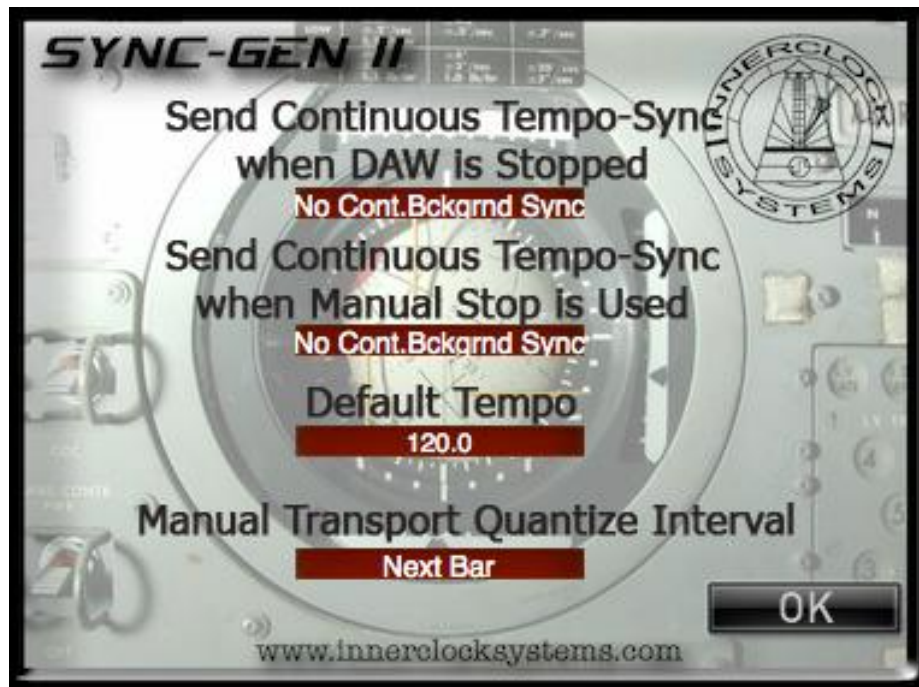 SYNC-GEN II
INNERCLOCK SYSTEMS
Send Continuous Tempo-Sync
when DAW is Stopped
No Cont.Bckgrnd Sync
Send Continuous Tempo-Sync
when Manual Stop is Used
No Cont.Bckgrnd Sync
Default Tempo
120.0
Manual Transport Quantize Interval
Next Bar
OK
www.innerclocksystems.com